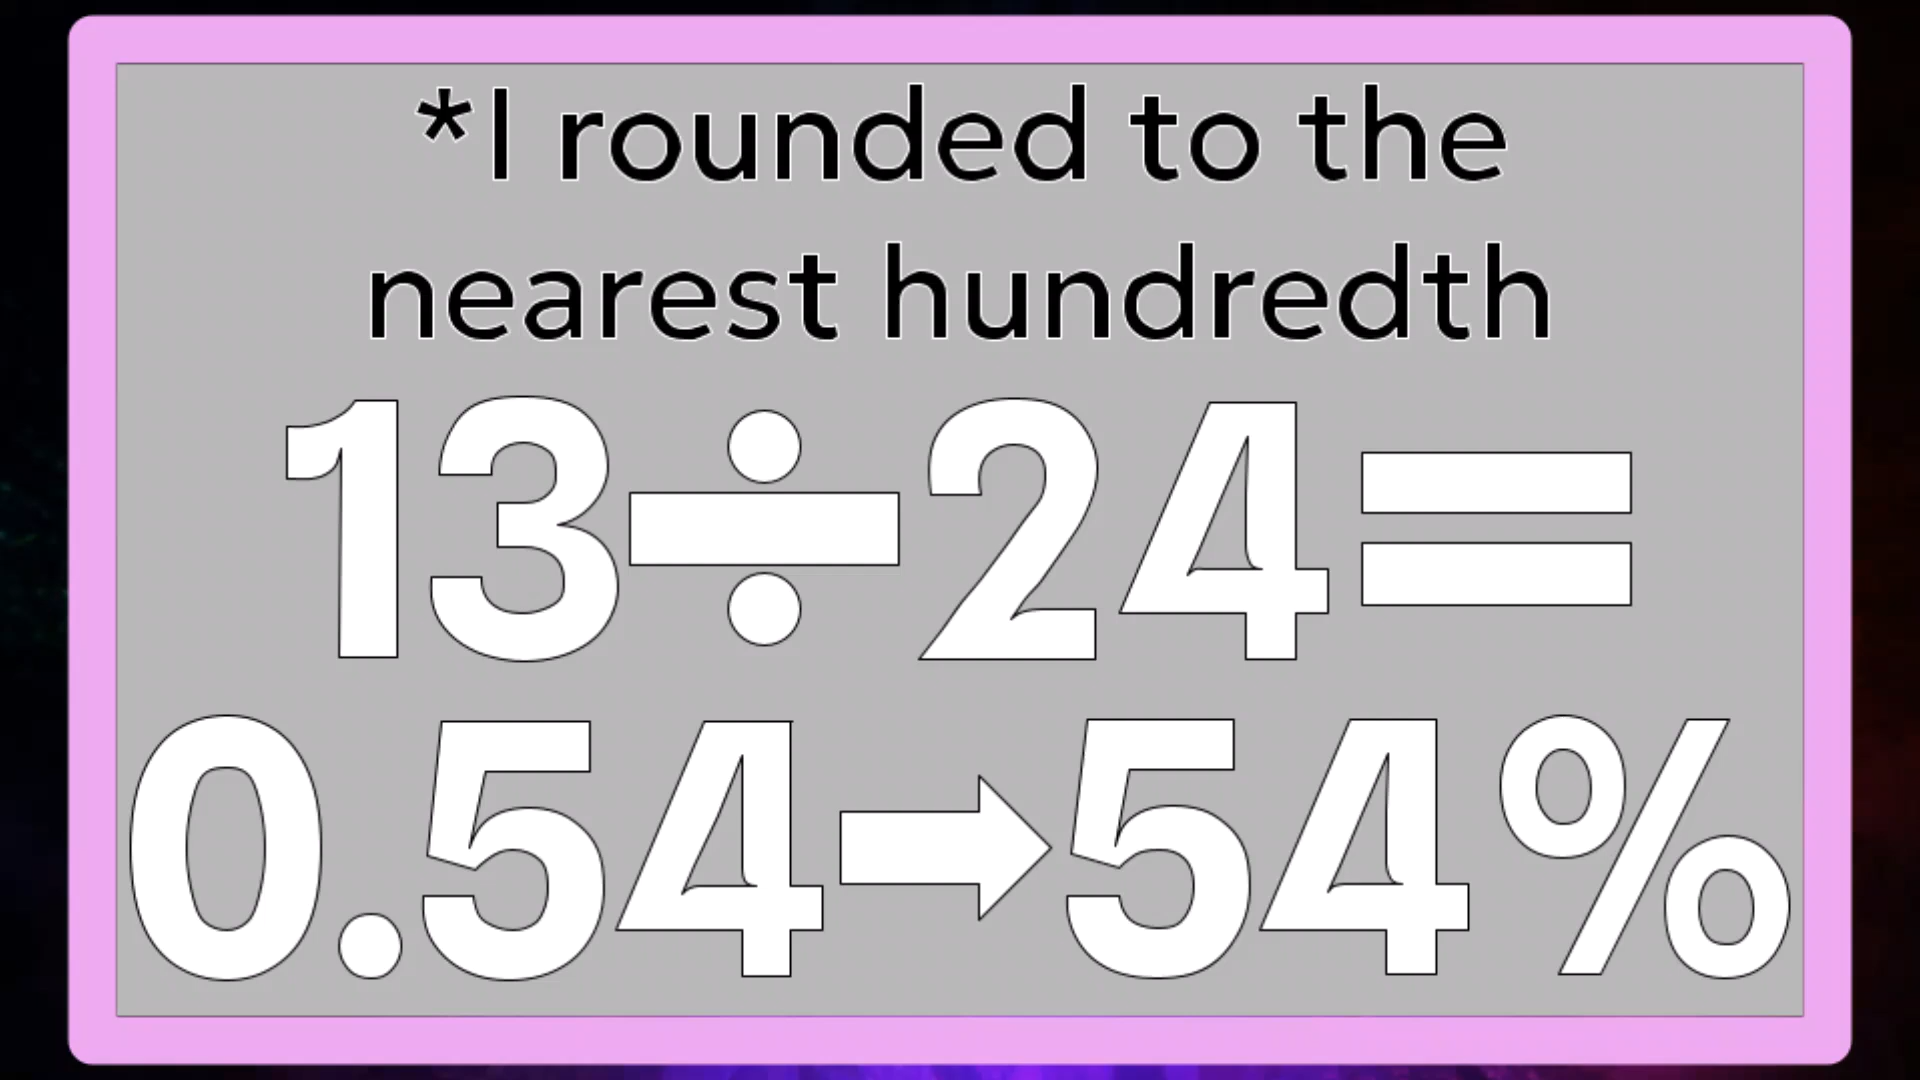 *I rounded to the
nearest hundredth
13÷24=
0.54➡54%